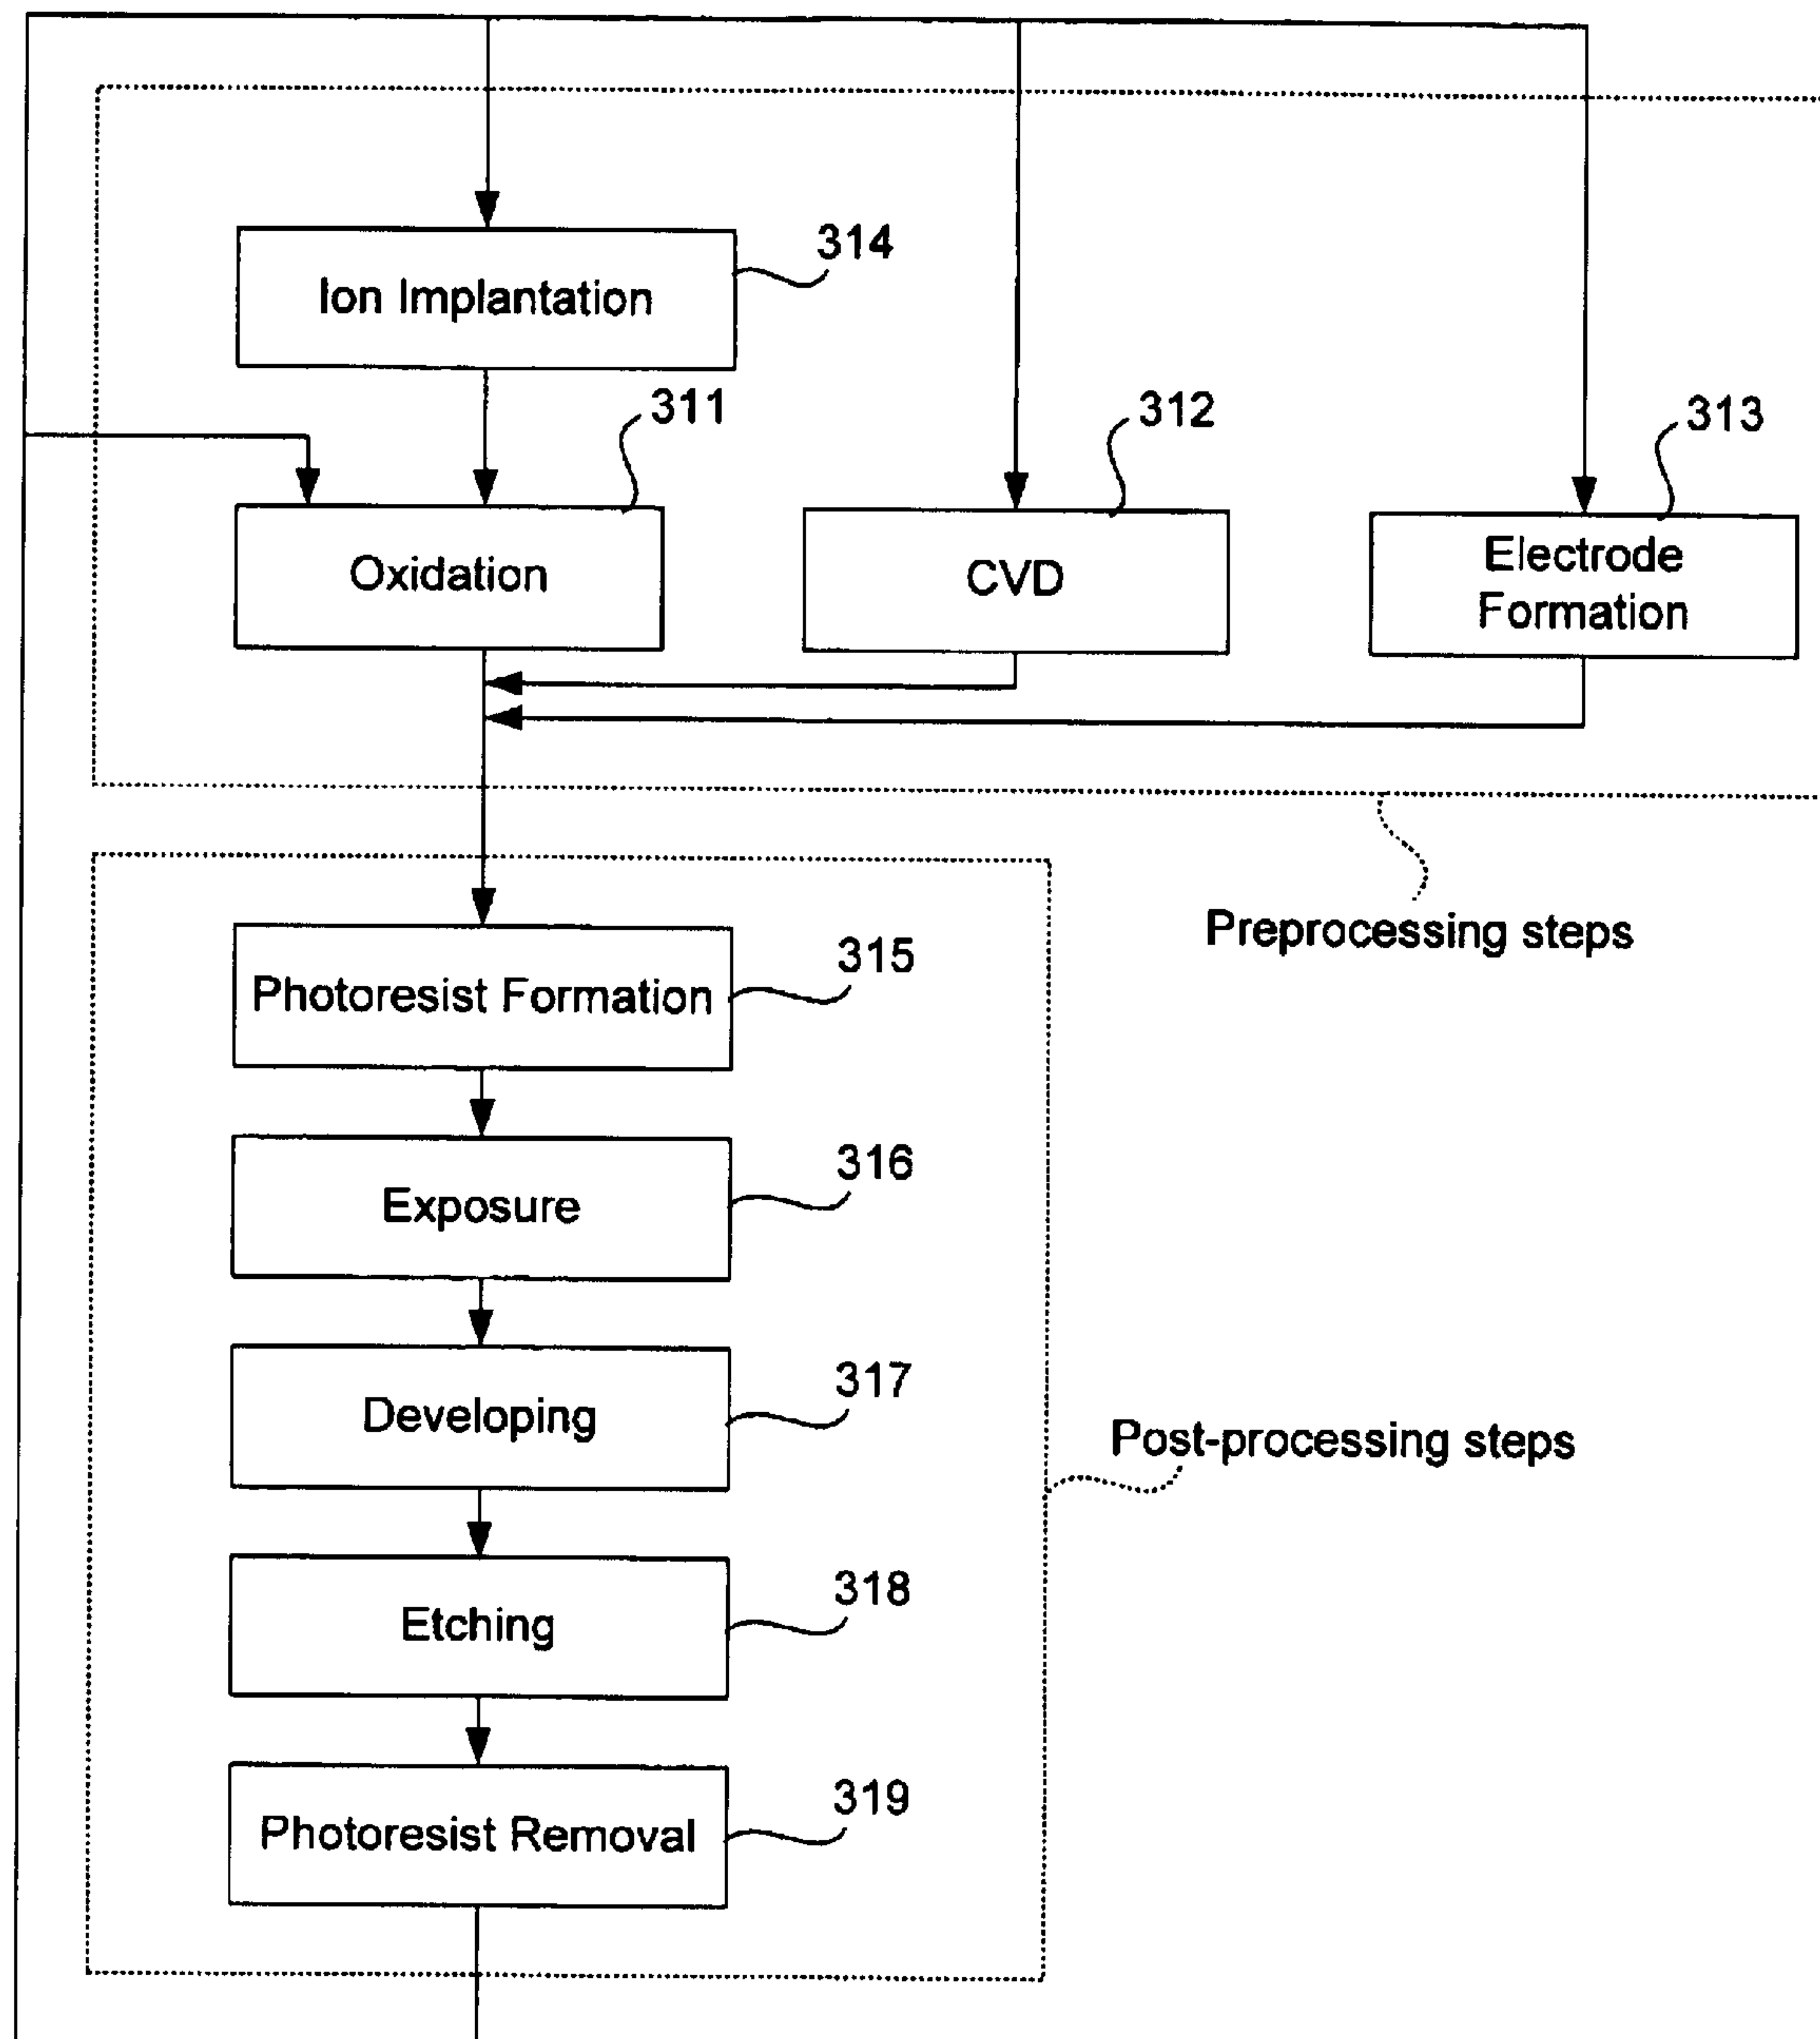 314
Ion Implantation
311
312
313
Oxidation
CVD
Electrode
Formation
Preprocessing steps
315
Photoresist Formation
316
Exposure
317
Developing
Post-processing steps
318
Etching
319
Photoresist Removal